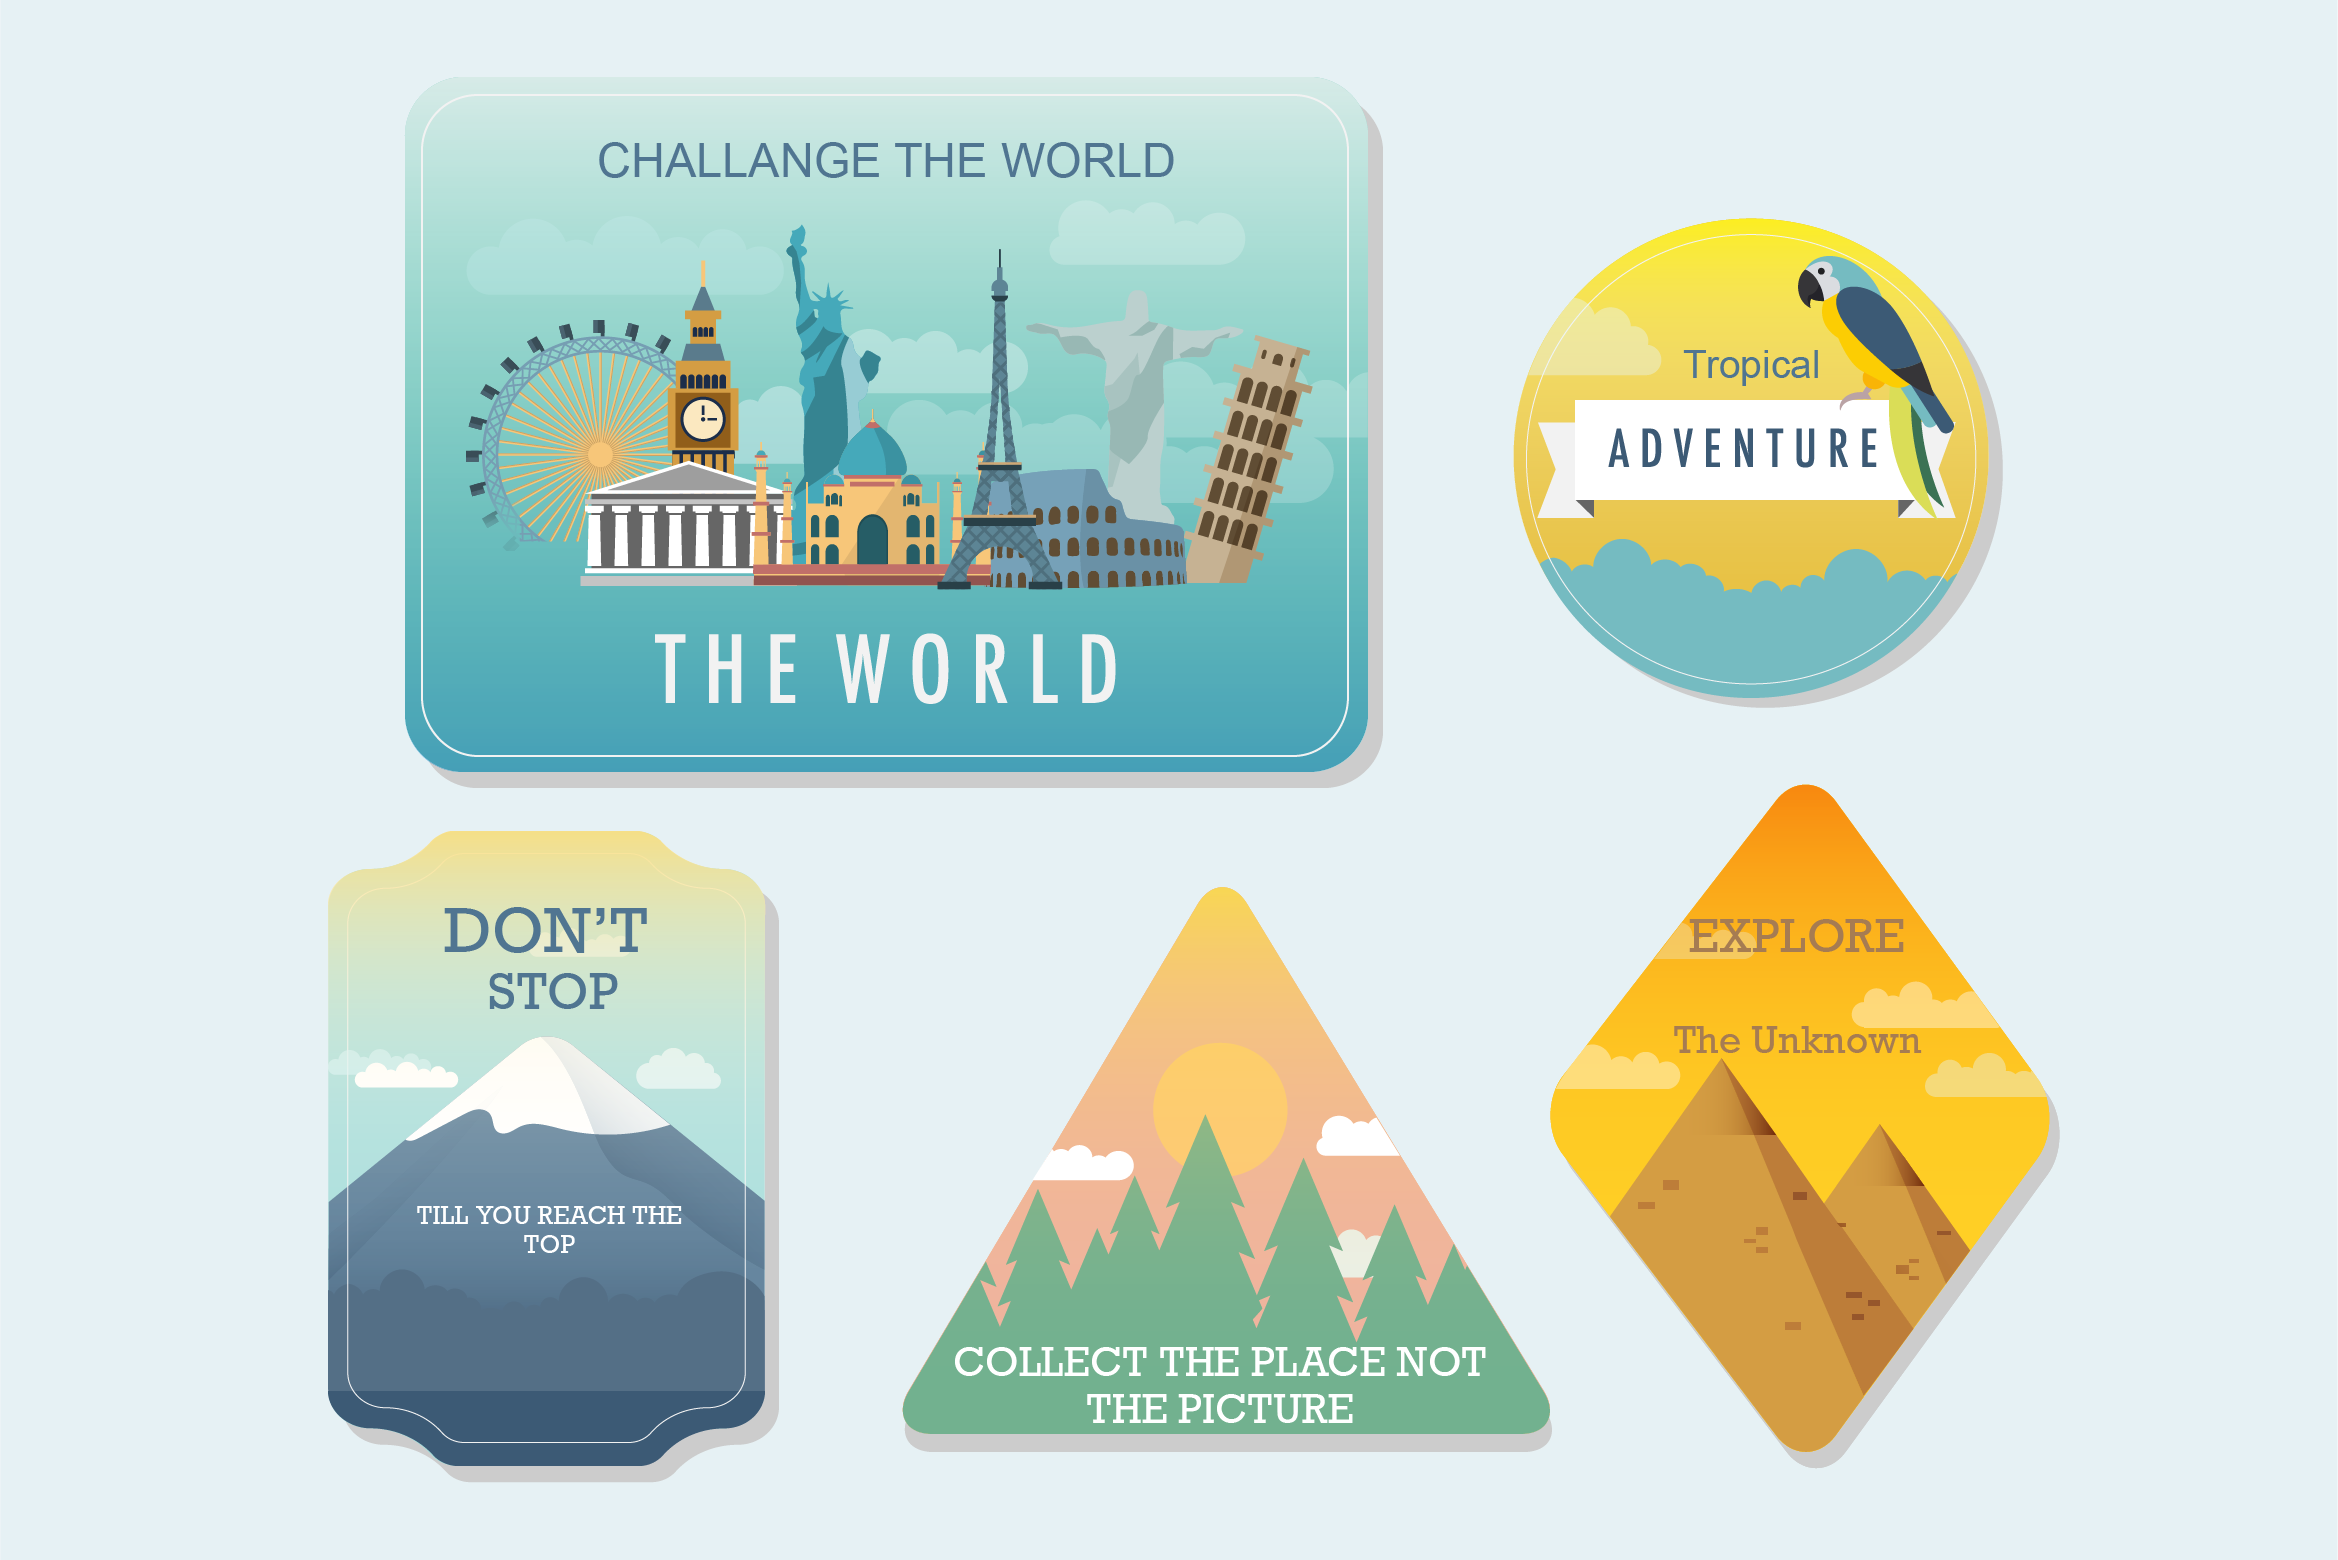 CHALLANGE THE WORLD
THE WORLD
Tropical
ADVENTURE
DON'T
STOP
TILL YOU REACH THE
TOP
COLLECT THE PLACE NOT
THE PICTURE
EXPLORE
The Unknown